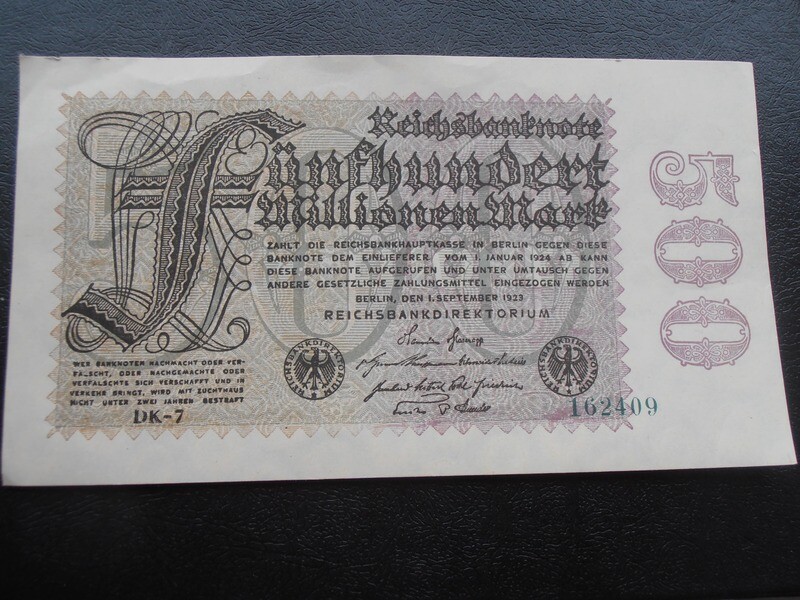 Reichsbanknote
Fünfhundert
Millionen Mark
ZAHLT DIE REICHSBANKHAUPTKASSE IN BERLIN GEGEN DIESE
BANKNOTE DEM EINLIEFERER. VOM 1. JANUAR 1924 AB KANN
DIESE BANKNOTE AUFGERUFEN UND UNTER UMTAUSCH GEGEN
ANDERE GESETZLICHE ZAHLUNGSMITTEL EINGEZOGEN WERDEN
BERLIN, DEN 1. SEPTEMBER 1923
REICHSBANKDIREKTORIUM
WER BANKNOTEN NACHMACHT ODER VER-
FÄLSCHT, ODER NACHGEMACHTE ODER
VERFÄLSCHTE SICH VERSCHAFFT UND IN
VERKEHR BRINGT, WIRD MIT ZUCHTHAUS
NICHT UNTER ZWEI JAHREN BESTRAFT
DK-7
REICHSBANKDIREKTORIUM
REICHSBANKDIREKTORIUM
162409
500
500